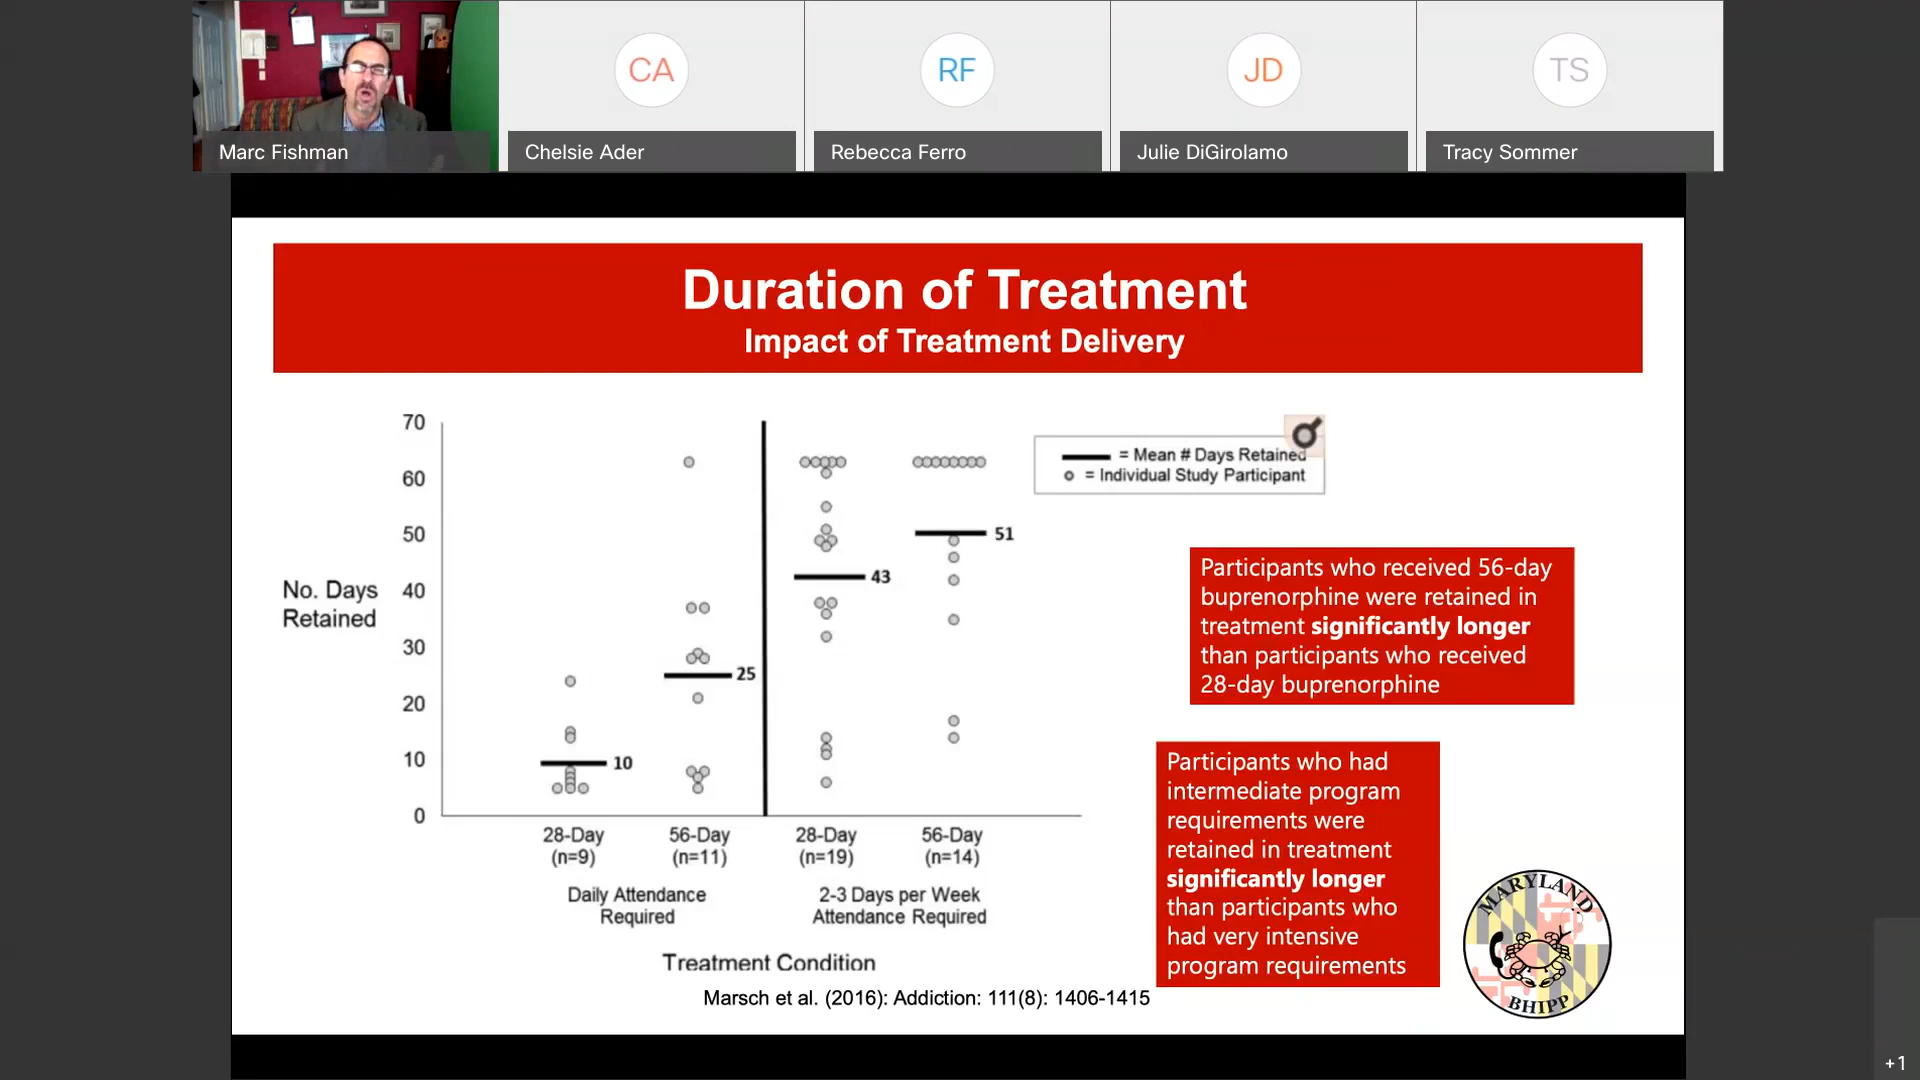 CA
RF
JD
TS
Marc Fishman
Chelsie Ader
Rebecca Ferro
Julie DiGirolamo
Tracy Sommer
Duration of Treatment
Impact of Treatment Delivery
70
60
50
40
30
20
10
0
No. Days
Retained
10
25
43
51
= Mean # Days Retained
= Individual Study Participant
28-Day
(n=9)
56-Day
(n=11)
28-Day
(n=19)
56-Day
(n=14)
Daily Attendance
Required
2-3 Days per Week
Attendance Required
Treatment Condition
Marsch et al. (2016): Addiction: 111(8): 1406-1415
Participants who received 56-day
buprenorphine were retained in
treatment significantly longer
than participants who received
28-day buprenorphine
Participants who had
intermediate program
requirements were
retained in treatment
significantly longer
than participants who
had very intensive
program requirements
MARYLAND
BHIPP
+1